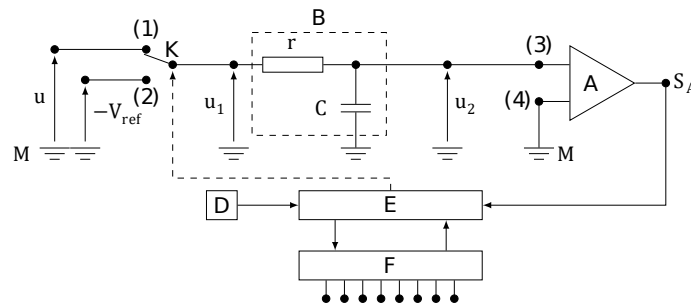 (1)
K
B
r
(3)
A
S_A
u
(2)
−V_ref
u_1
C
u_2
(4)
M
M
D
E
F